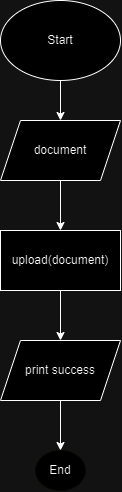 Start
document
upload(document)
print success
End